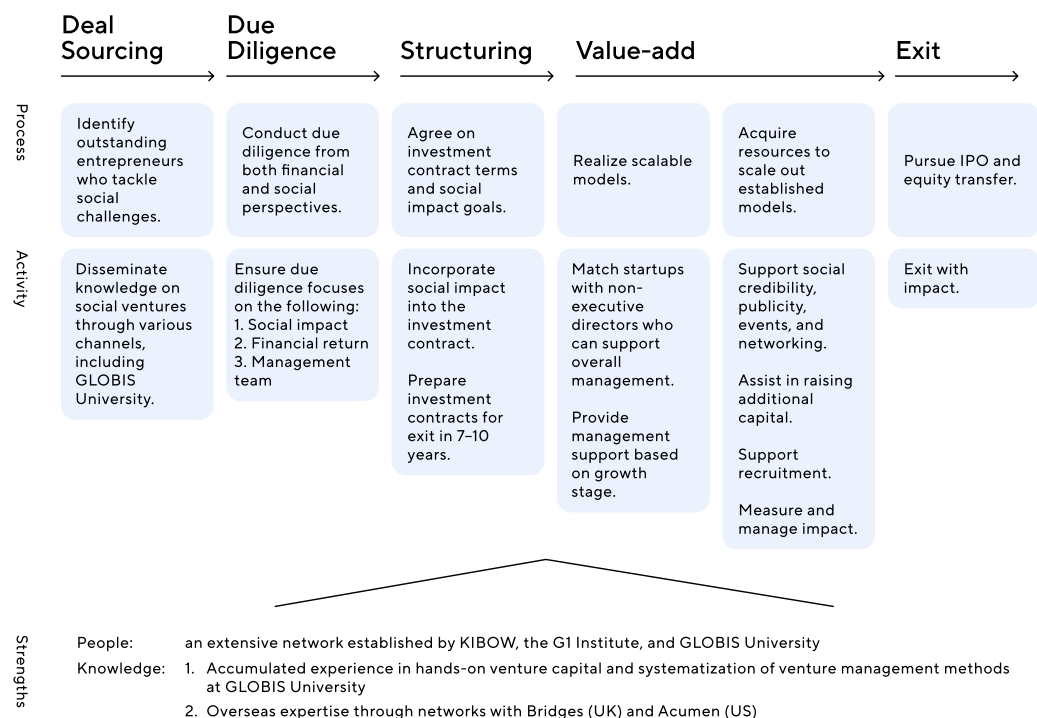 Deal
Sourcing
Due
Diligence
Structuring
Value-add
Exit
Process
Identify
outstanding
entrepreneurs
who tackle
social
challenges.
Conduct due
diligence from
both financial
and social
perspectives.
Agree on
investment
contract terms
and social
impact goals.
Realize scalable
models.
Acquire
resources to
scale out
established
models.
Pursue IPO and
equity transfer.
Activity
Disseminate
knowledge on
social ventures
through various
channels,
including
GLOBIS
University.
Ensure due
diligence focuses
on the following:
1. Social impact
2. Financial return
3. Management
team
Incorporate
social impact
into the
investment
contract.
Prepare
investment
contracts for
exit in 7–10
years.
Match startups
with non-
executive
directors who
can support
overall
management.
Provide
management
support based
on growth
stage.
Support social
credibility,
publicity,
events, and
networking.
Assist in raising
additional
capital.
Support
recruitment.
Measure and
manage impact.
Exit with
impact.
Strengths
People: an extensive network established by KIBOW, the G1 Institute, and GLOBIS University
Knowledge: 1. Accumulated experience in hands-on venture capital and systematization of venture management methods
at GLOBIS University
2. Overseas expertise through networks with Bridges (UK) and Acumen (US)